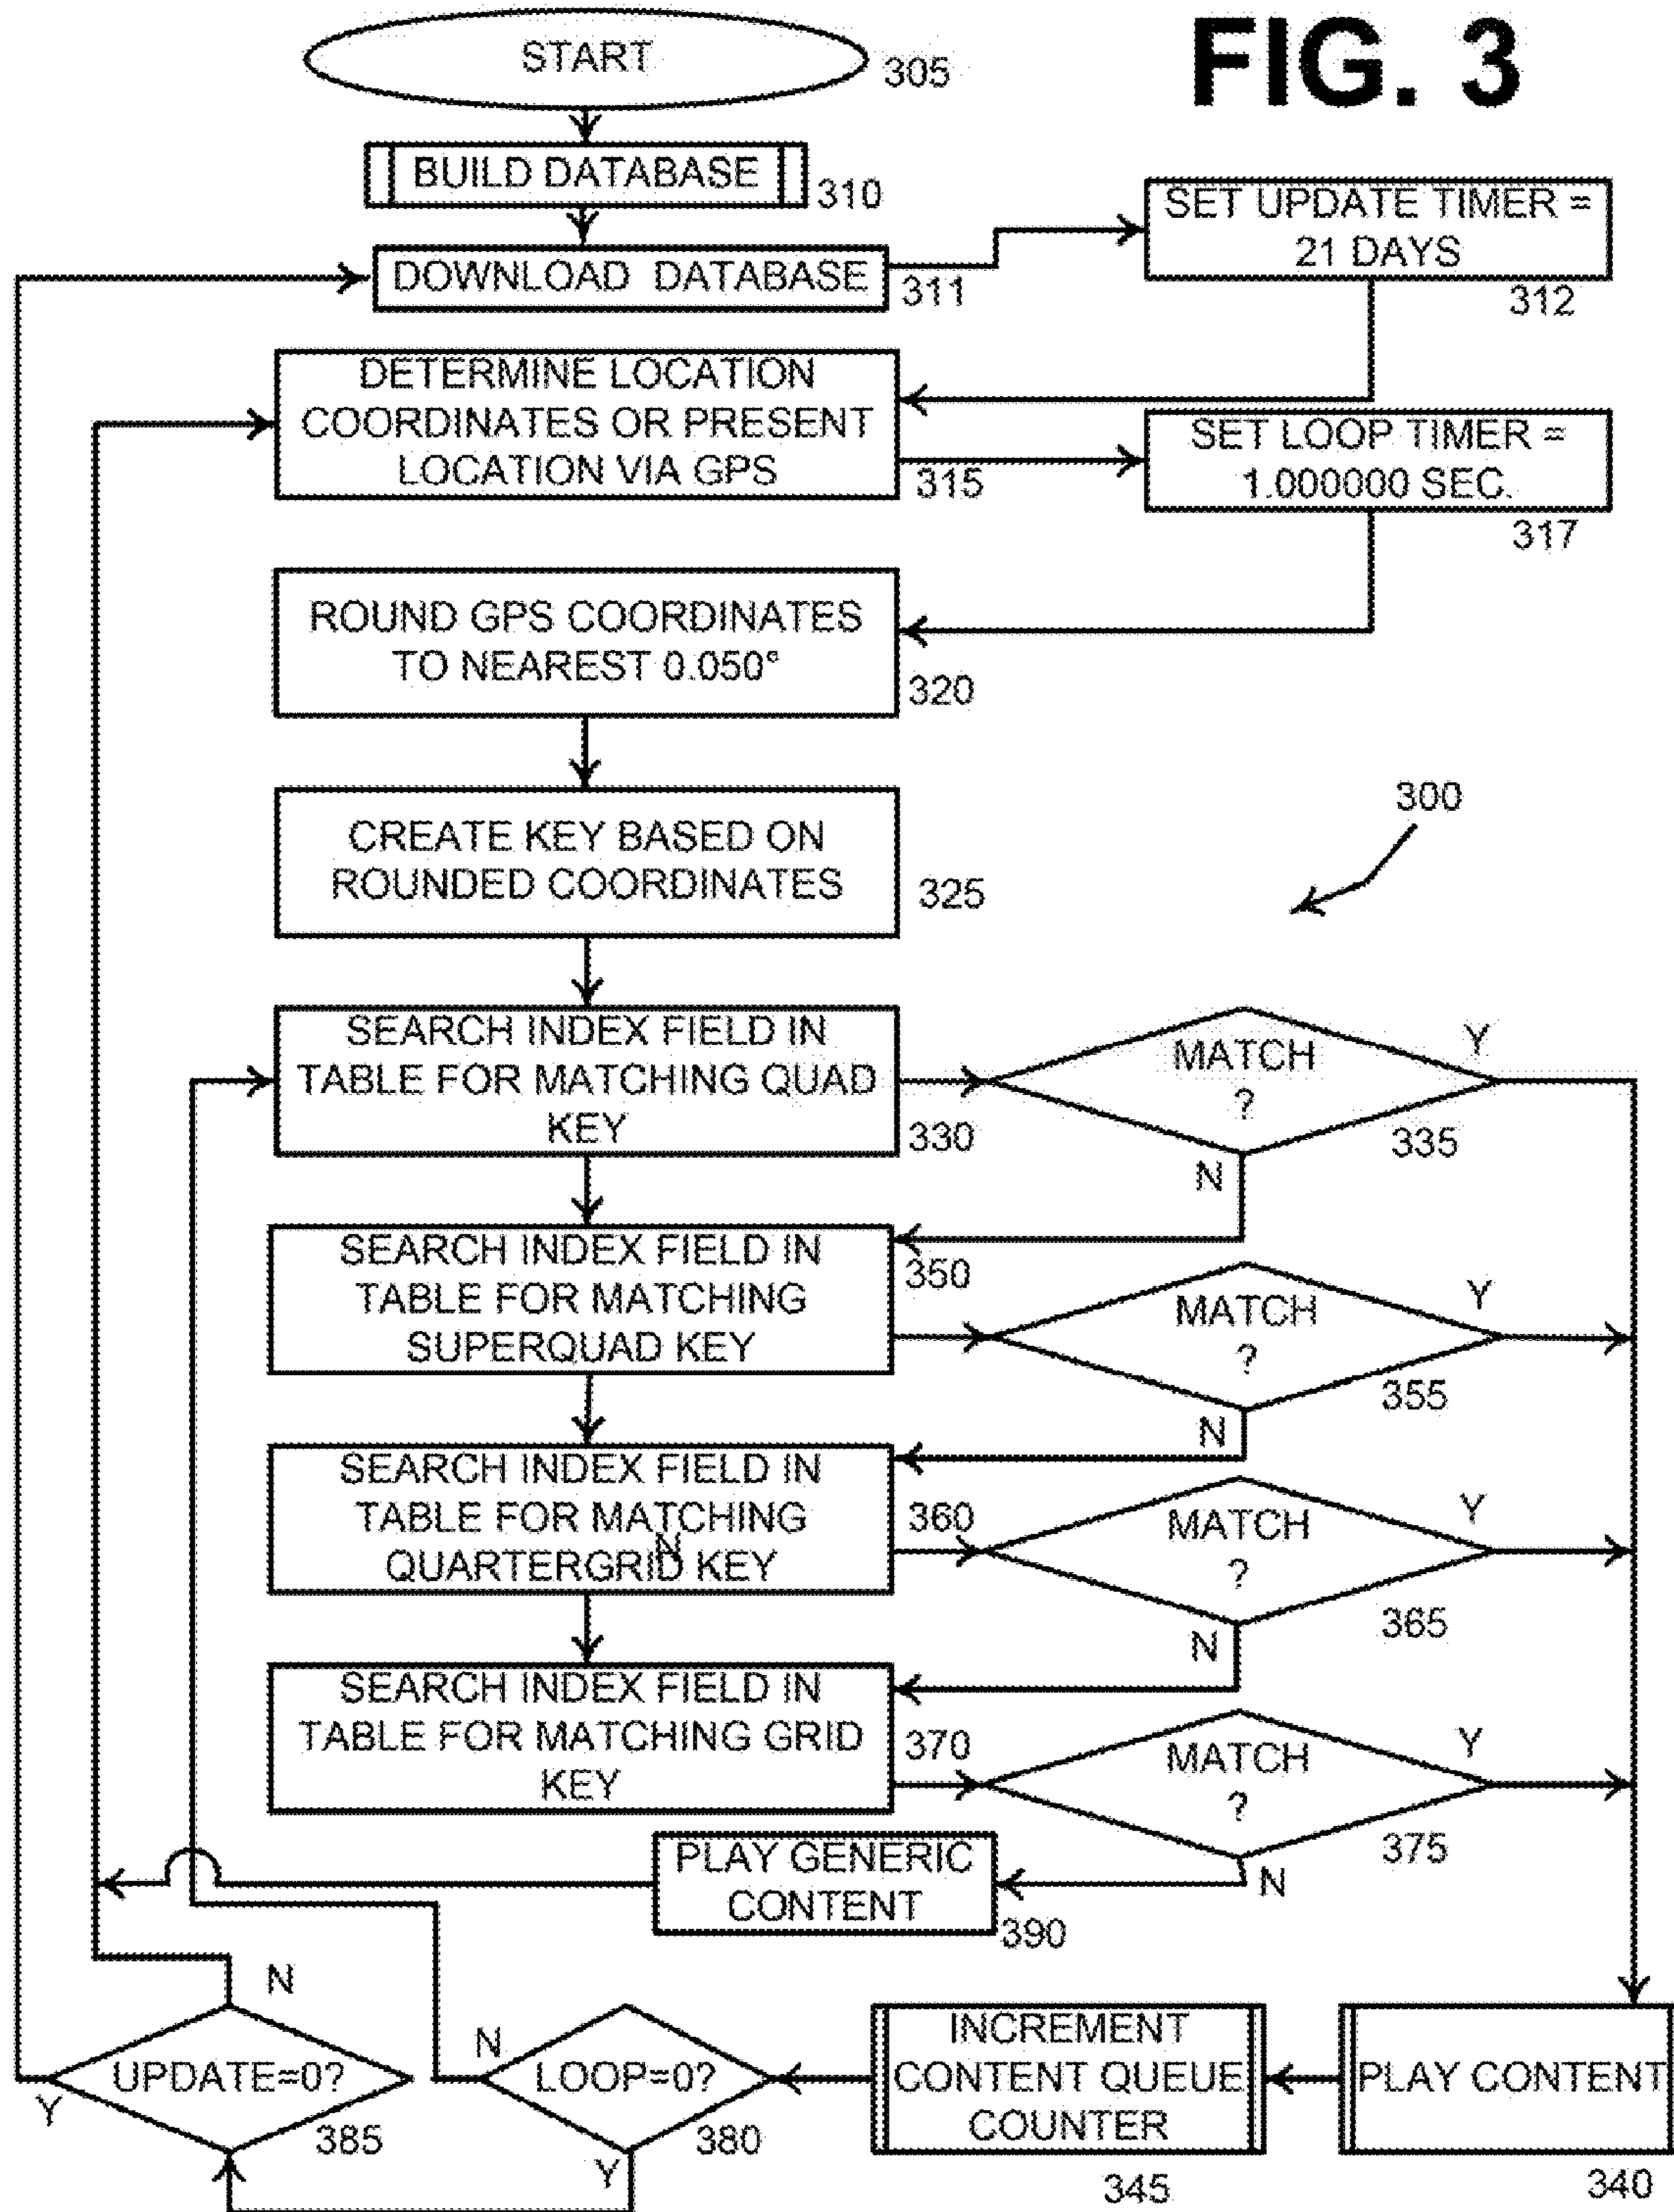 FIG. 3
START
305
BUILD DATABASE
310
SET UPDATE TIMER =
21 DAYS
312
DOWNLOAD DATABASE
311
DETERMINE LOCATION
COORDINATES OR PRESENT
LOCATION VIA GPS
315
SET LOOP TIMER =
1.000000 SEC.
317
ROUND GPS COORDINATES
TO NEAREST 0.050°
320
300
CREATE KEY BASED ON
ROUNDED COORDINATES
325
SEARCH INDEX FIELD IN
TABLE FOR MATCHING QUAD
KEY
330
MATCH
?
Y
335
N
SEARCH INDEX FIELD IN
TABLE FOR MATCHING
SUPERQUAD KEY
350
MATCH
?
Y
355
N
SEARCH INDEX FIELD IN
TABLE FOR MATCHING
N
QUARTERGRID KEY
360
MATCH
?
Y
365
N
SEARCH INDEX FIELD IN
TABLE FOR MATCHING GRID
KEY
370
MATCH
?
Y
375
N
PLAY GENERIC
CONTENT
390
N
UPDATE=0?
Y
385
N
LOOP=0?
380
Y
INCREMENT
CONTENT QUEUE
COUNTER
345
PLAY CONTENT
340